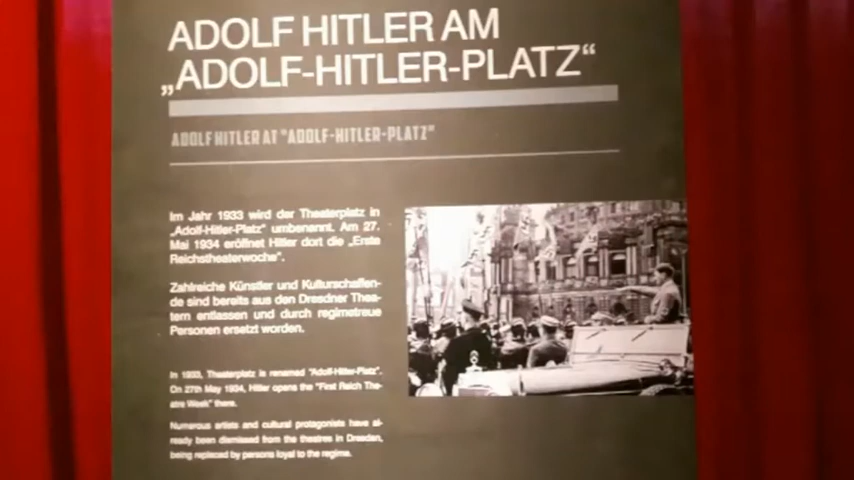 ADOLF HITLER AM
„ADOLF-HITLER-PLATZ“
ADOLF HITLER AT "ADOLF-HITLER-PLATZ"
Im Jahr 1933 wird der Theaterplatz in
„Adolf-Hitler-Platz“ umbenannt. Am 27.
Mai 1934 eröffnet Hitler dort die „Erste
Reichstheaterwoche“.
Zahlreiche Künstler und Kulturschaffen-
de sind bereits aus den Dresdner Thea-
tern entlassen und durch regimetreue
Personen ersetzt worden.
In 1933, Theaterplatz is renamed "Adolf-Hitler-Platz".
On 27th May 1934, Hitler opens the "First Reich The-
atre Week" there.
Numerous artists and cultural protagonists have al-
ready been dismissed from the theatres in Dresden,
being replaced by persons loyal to the regime.